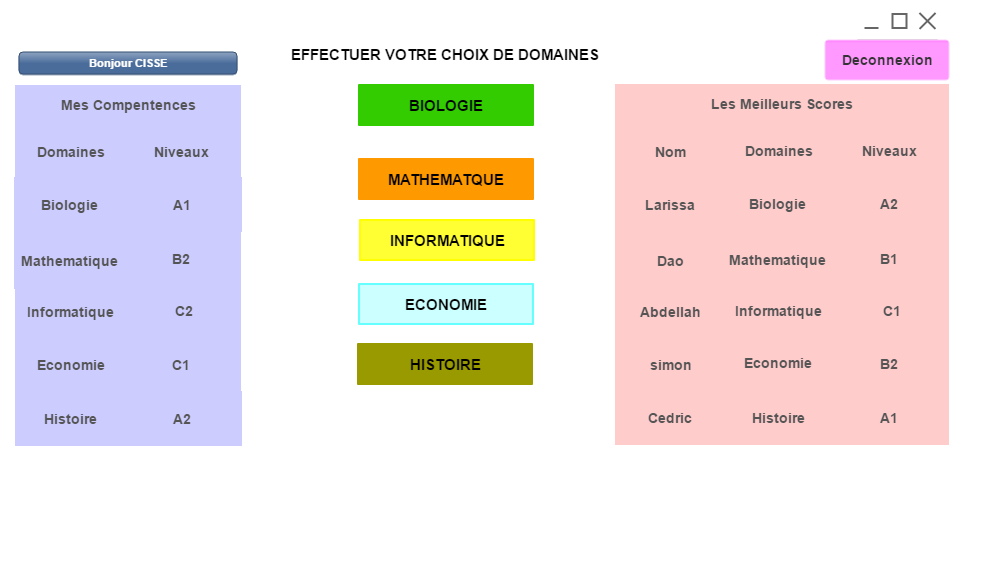 Bonjour CISSE
EFFECTUER VOTRE CHOIX DE DOMAINES
Deconnexion
Mes Compentences
Domaines Niveaux
Biologie A1
Mathematique B2
Informatique C2
Economie C1
Histoire A2
BIOLOGIE
MATHEMATQUE
INFORMATIQUE
ECONOMIE
HISTOIRE
Les Meilleurs Scores
Nom Domaines Niveaux
Larissa Biologie A2
Dao Mathematique B1
Abdellah Informatique C1
simon Economie B2
Cedric Histoire A1